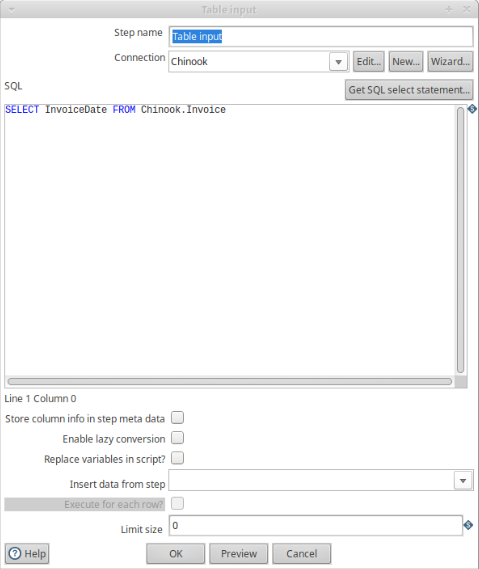 Table input
Step name Table input
Connection Chinook Edit... New... Wizard...
SQL Get SQL select statement...
SELECT InvoiceDate FROM Chinook.Invoice
Line 1 Column 0
Store column info in step meta data
Enable lazy conversion
Replace variables in script?
Insert data from step
Execute for each row?
Limit size 0
Help OK Preview Cancel